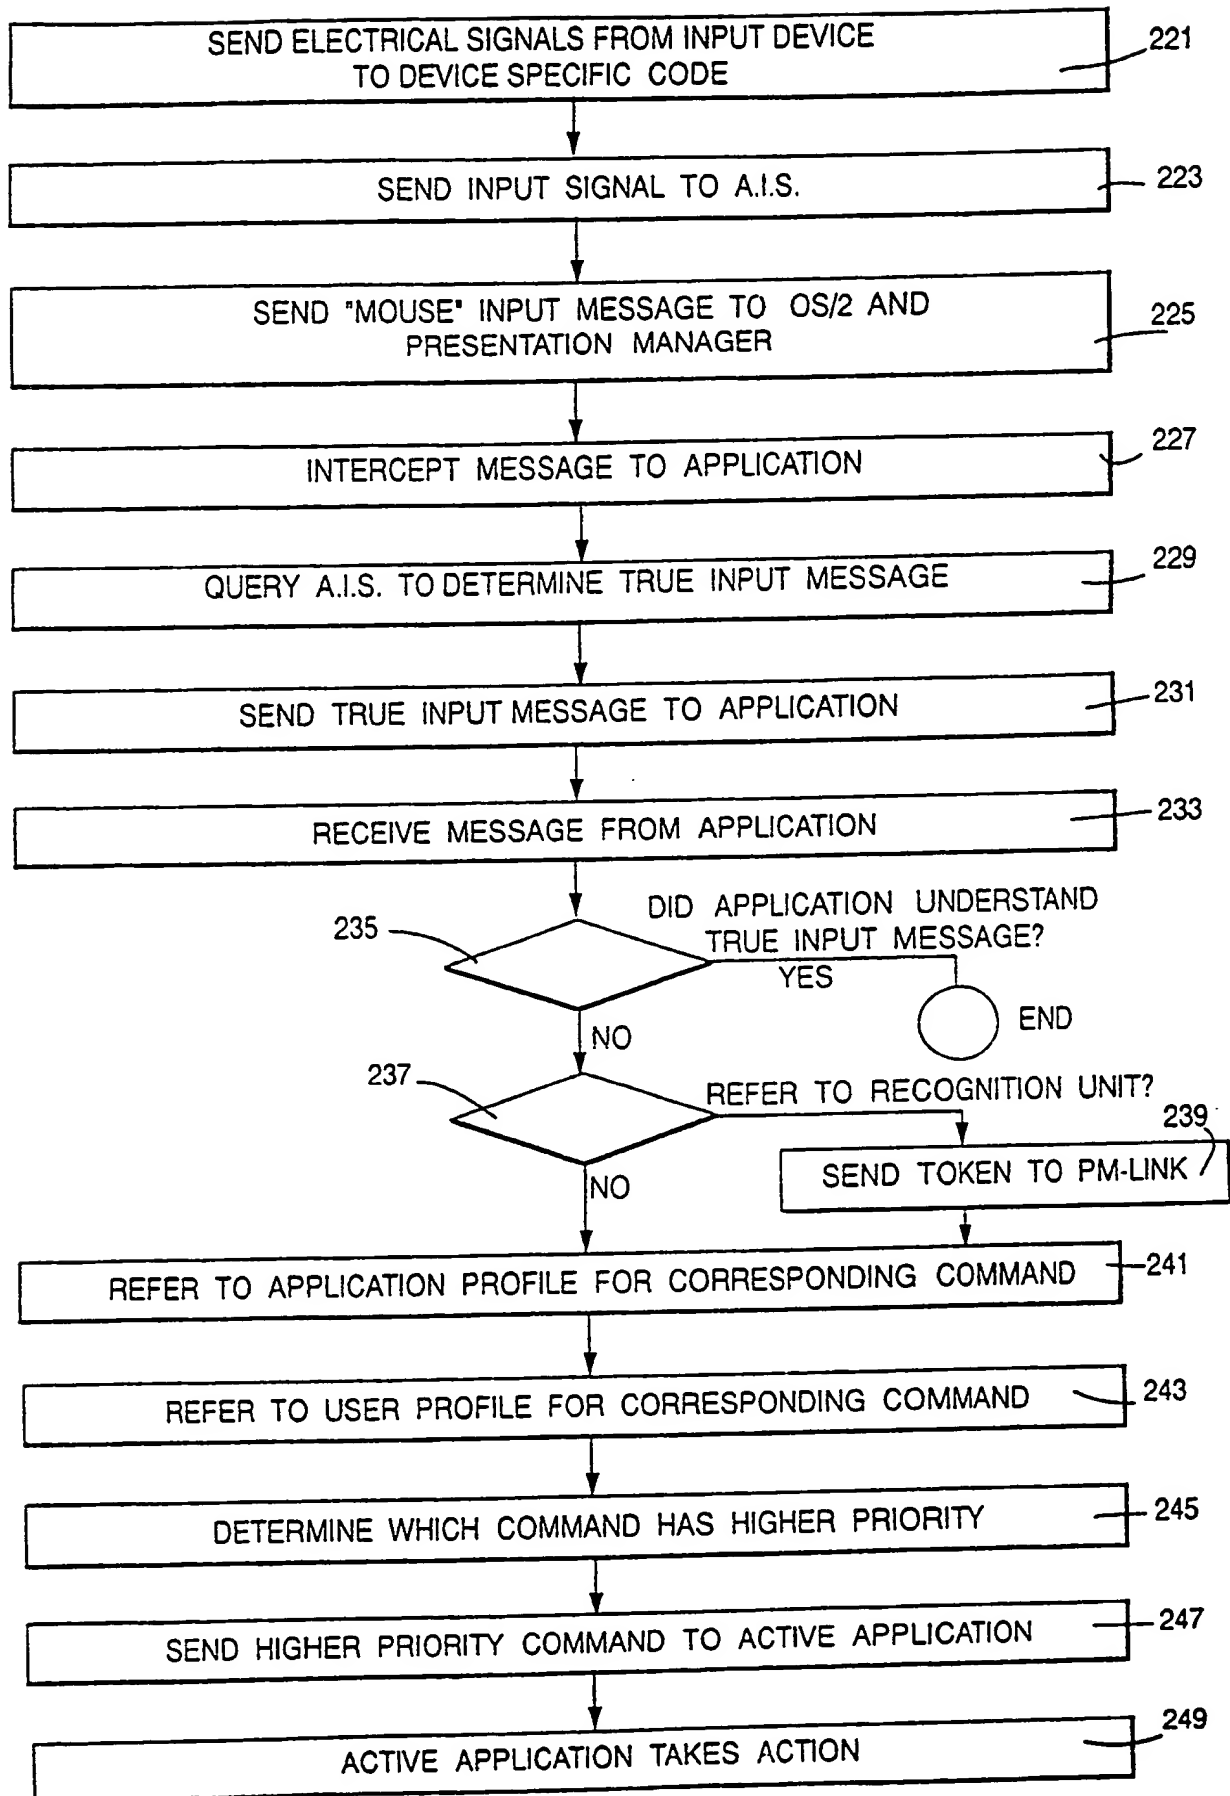 SEND ELECTRICAL SIGNALS FROM INPUT DEVICE
TO DEVICE SPECIFIC CODE
221
SEND INPUT SIGNAL TO A.I.S.
223
SEND "MOUSE" INPUT MESSAGE TO OS/2 AND
PRESENTATION MANAGER
225
INTERCEPT MESSAGE TO APPLICATION
227
QUERY A.I.S. TO DETERMINE TRUE INPUT MESSAGE
229
SEND TRUE INPUT MESSAGE TO APPLICATION
231
RECEIVE MESSAGE FROM APPLICATION
233
235
DID APPLICATION UNDERSTAND
TRUE INPUT MESSAGE?
YES
END
NO
237
REFER TO RECOGNITION UNIT?
239
SEND TOKEN TO PM-LINK
NO
REFER TO APPLICATION PROFILE FOR CORRESPONDING COMMAND
241
REFER TO USER PROFILE FOR CORRESPONDING COMMAND
243
DETERMINE WHICH COMMAND HAS HIGHER PRIORITY
245
SEND HIGHER PRIORITY COMMAND TO ACTIVE APPLICATION
247
ACTIVE APPLICATION TAKES ACTION
249